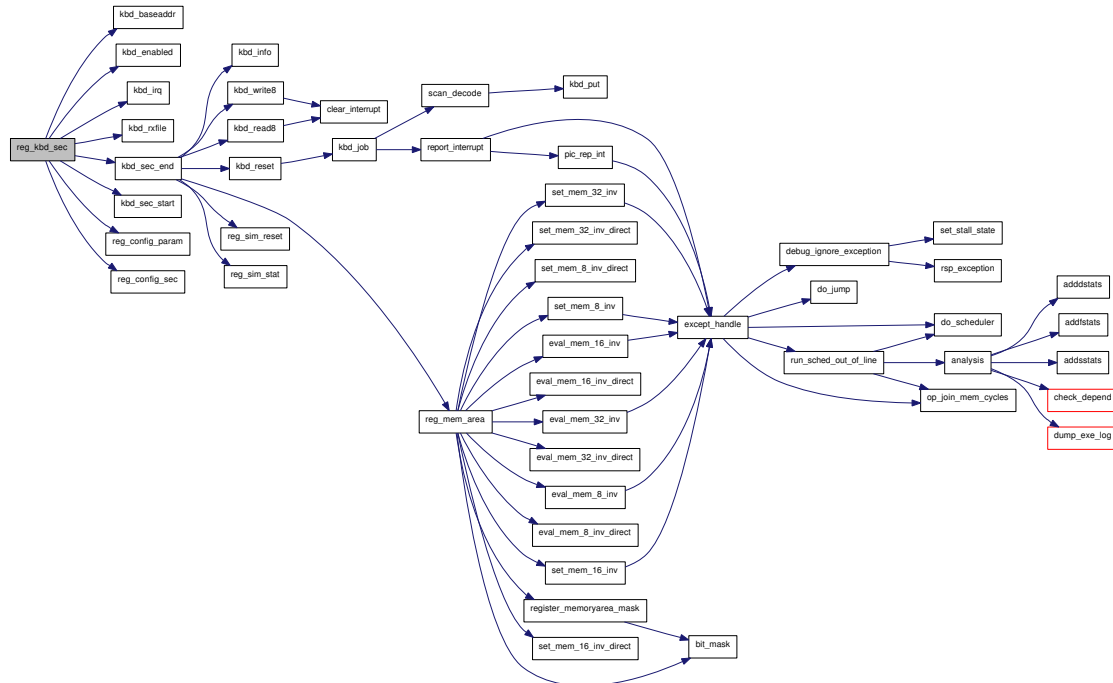 reg_kbd_sec
kbd_baseaddr
kbd_enabled
kbd_irq
kbd_rxfile
kbd_sec_end
kbd_sec_start
reg_config_param
reg_config_sec
kbd_info
kbd_write8
kbd_read8
kbd_reset
reg_sim_reset
reg_sim_stat
clear_interrupt
kbd_job
scan_decode
report_interrupt
reg_mem_area
kbd_put
pic_rep_int
set_mem_32_inv
set_mem_32_inv_direct
set_mem_8_inv_direct
set_mem_8_inv
eval_mem_16_inv
eval_mem_16_inv_direct
eval_mem_32_inv
eval_mem_32_inv_direct
eval_mem_8_inv
eval_mem_8_inv_direct
set_mem_16_inv
register_memoryarea_mask
set_mem_16_inv_direct
except_handle
bit_mask
debug_ignore_exception
do_jump
run_sched_out_of_line
set_stall_state
rsp_exception
do_scheduler
analysis
op_join_mem_cycles
adddstats
addfstats
addsstats
check_depend
dump_exe_log